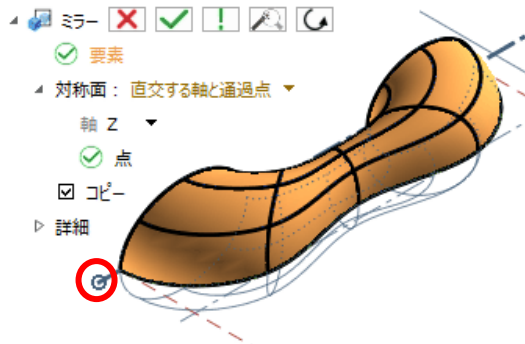 ミラー
要素
対称面： 直交する軸と通過点
軸 Z
点
コピー
詳細